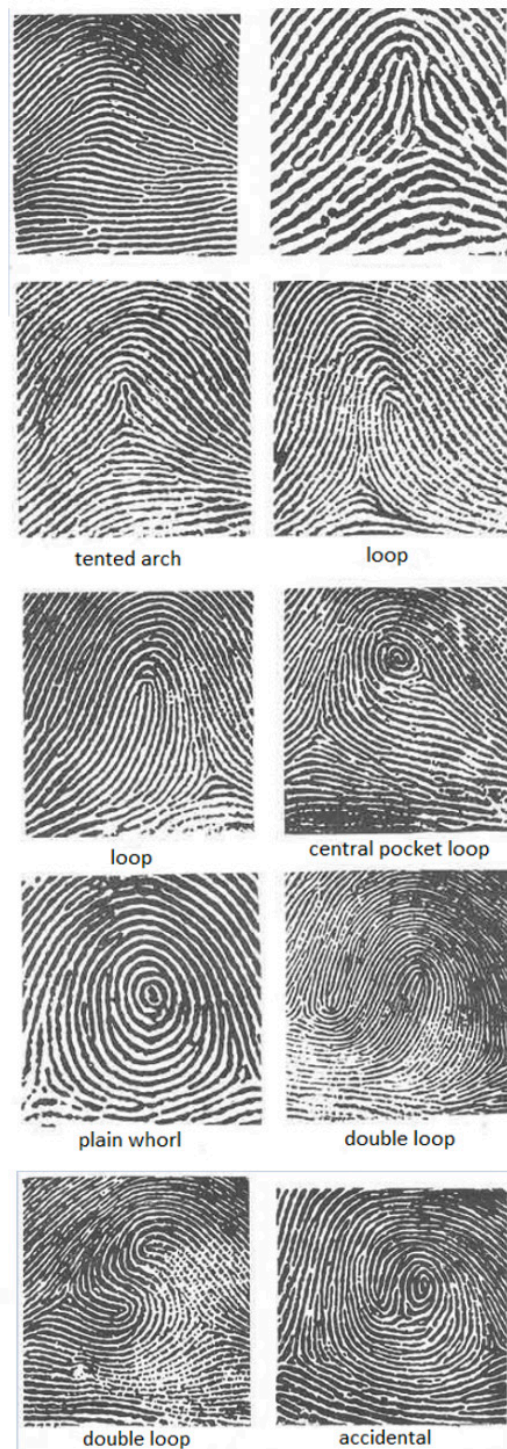 tented arch
loop
loop
central pocket loop
plain whorl
double loop
double loop
accidental